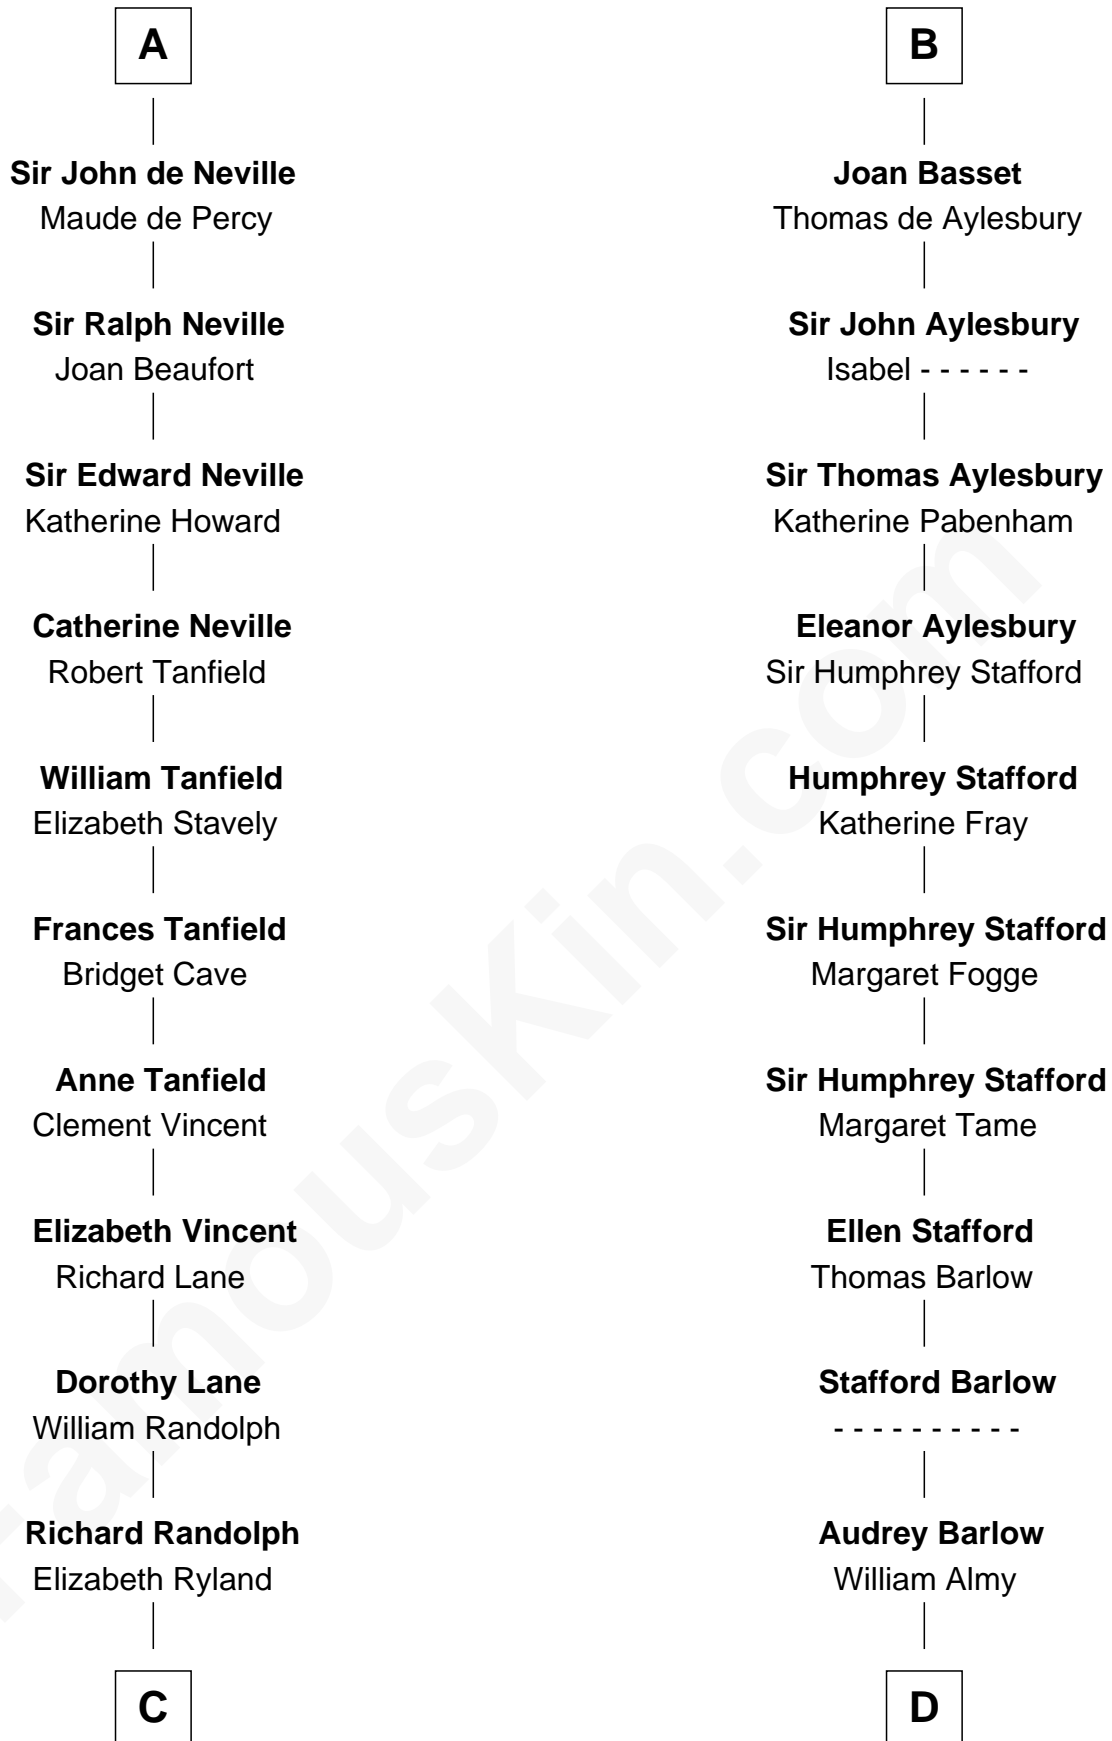 A
Sir John de Neville
Maude de Percy
Sir Ralph Neville
Joan Beaufort
Sir Edward Neville
Katherine Howard
Catherine Neville
Robert Tanfield
William Tanfield
Elizabeth Stavely
Frances Tanfield
Bridget Cave
Anne Tanfield
Clement Vincent
Elizabeth Vincent
Richard Lane
Dorothy Lane
William Randolph
Richard Randolph
Elizabeth Ryland
C
B
Joan Basset
Thomas de Aylesbury
Sir John Aylesbury
Isabel - - - - - -
Sir Thomas Aylesbury
Katherine Pabenham
Eleanor Aylesbury
Sir Humphrey Stafford
Humphrey Stafford
Katherine Fray
Sir Humphrey Stafford
Margaret Fogge
Sir Humphrey Stafford
Margaret Tame
Ellen Stafford
Thomas Barlow
Stafford Barlow
- - - - - - - - - -
Audrey Barlow
William Almy
D
FamousKin.com